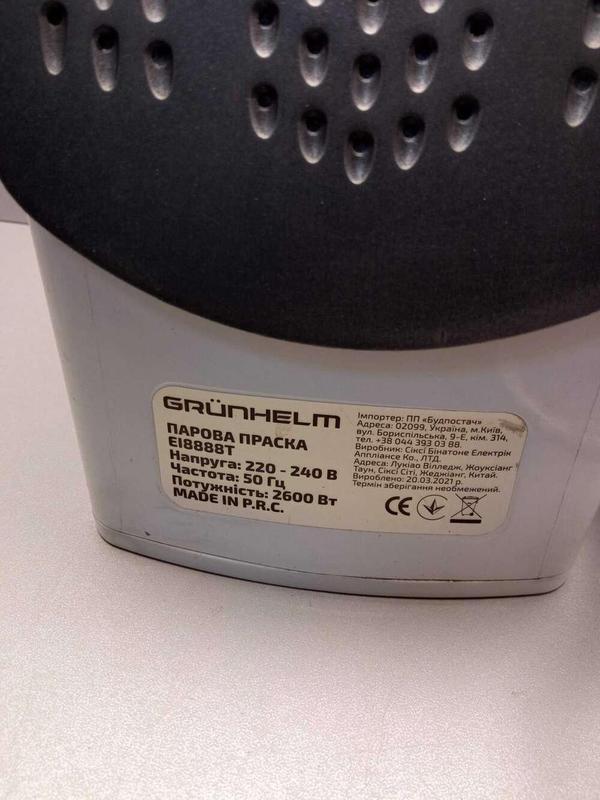 GRÜNHELM
ПАРОВА ПРАСКА
EI8888T
Напруга: 220 - 240 В
Частота: 50 Гц
Потужність: 2600 Вт
MADE IN P.R.C.
Імпортер: ПП «Будпостач»
Адреса: 02099, Україна, м.Київ,
вул. Бориспільська, 9-Е, кім. 314,
тел. +38 044 393 03 88.
Виробник: Сіксі Бінатоне Електрік
Аппліансе Ко., ЛТД.
Адреса: Лукіао Вілледж, Жоуксіанг
Таун, Сіксі Сіті, Жеджіанг, Китай.
Вироблено: 20.03.2021 р.
Термін зберігання необмежений.
CE